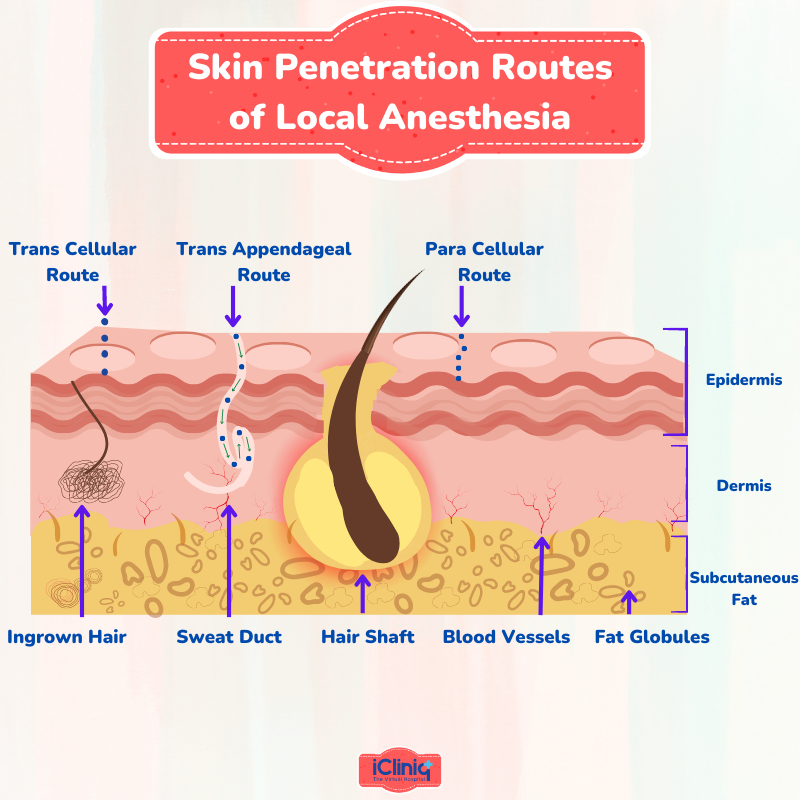 Skin Penetration Routes
of Local Anesthesia
Trans Cellular
Route
Trans Appendageal
Route
Para Cellular
Route
Epidermis
Dermis
Subcutaneous
Fat
Ingrown Hair
Sweat Duct
Hair Shaft
Blood Vessels
Fat Globules
iCliniq
The Virtual Hospital